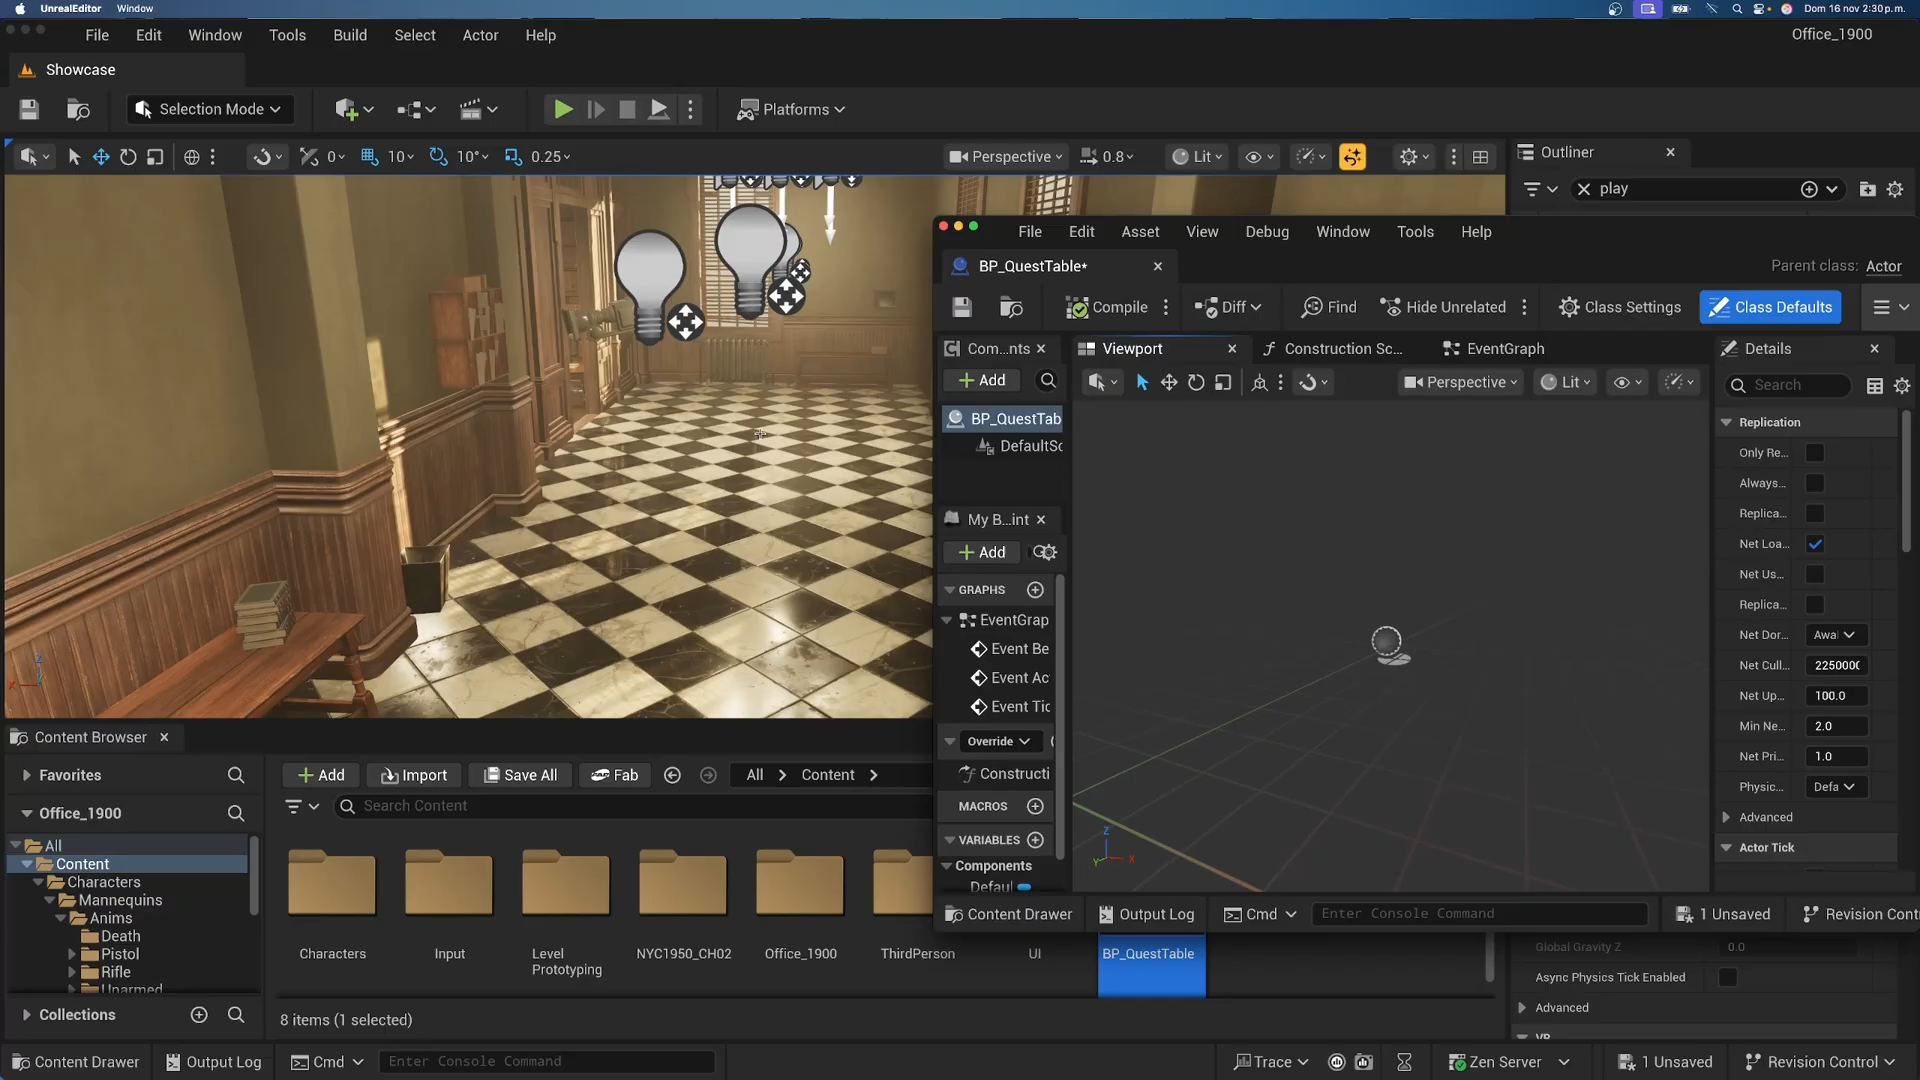 UnrealEditor Window
Dom 16 nov 2:30 p.m.
File Edit Window Tools Build Select Actor Help
Office_1900
Showcase
Selection Mode
Platforms
0 10 10° 0.25
Perspective 0.8 Lit
Outliner
play
File Edit Asset View Debug Window Tools Help
BP_QuestTable*
Parent class: Actor
Compile Diff Find Hide Unrelated Class Settings Class Defaults
Com...nts
Viewport
Construction Sc...
EventGraph
Details
Add
Perspective Lit
Search
BP_QuestTab
DefaultSc
Replication
Only Re...
Always...
Replica...
Net Loa...
Net Us...
Replica...
Net Dor... Awal
Net Cull... 2250000
Net Up... 100.0
Min Ne... 2.0
Net Pri... 1.0
Physic... Defa
Advanced
Actor Tick
My B...int
Add
GRAPHS
EventGrap
Event Be
Event Ac
Event Tic
Override
Constructi
MACROS
VARIABLES
Components
Defaul
Z
X
Y
Content Drawer Output Log Cmd Enter Console Command 1 Unsaved Revision Cont
Content Browser
Favorites
Office_1900
All
Content
Characters
Mannequins
Anims
Death
Pistol
Rifle
Unarmed
Collections
Add Import Save All Fab All Content
Search Content
Characters
Input
Level Prototyping
NYC1950_CH02
Office_1900
ThirdPerson
UI
BP_QuestTable
8 items (1 selected)
Global Gravity Z 0.0
Async Physics Tick Enabled
Advanced
VR
Content Drawer Output Log Cmd Enter Console Command
Trace Zen Server 1 Unsaved Revision Control